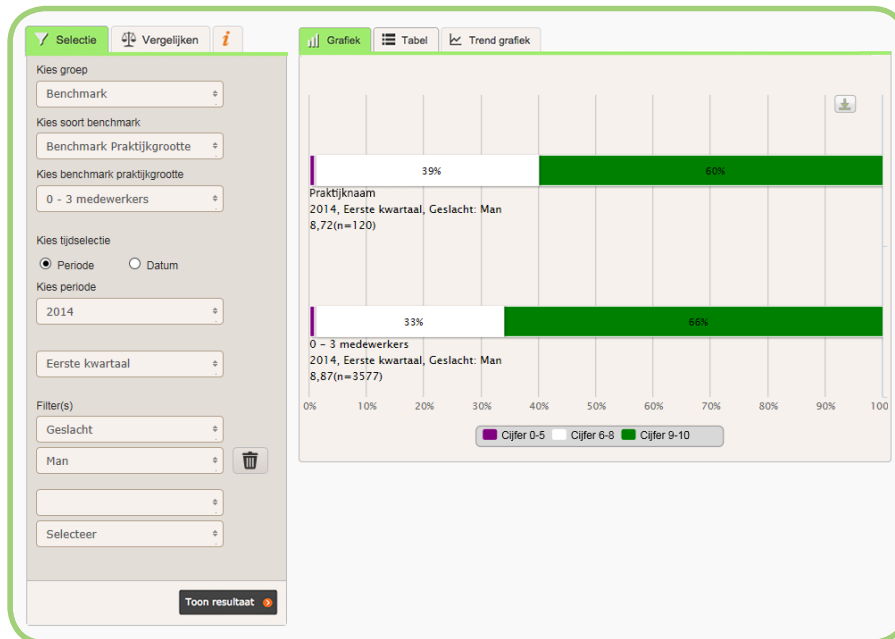 Selectie
Vergelijken
i
Kies groep
Benchmark
Kies soort benchmark
Benchmark Praktijkgrootte
Kies benchmark praktijkgrootte
0 - 3 medewerkers
Kies tijdselectie
Periode Datum
Kies periode
2014
Eerste kwartaal
Filter(s)
Geslacht
Man
Selecteer
Toon resultaat
Grafiek
Tabel
Trend grafiek
39% 60%
Praktijknaam
2014, Eerste kwartaal, Geslacht: Man
8,72(n=120)
33% 66%
0 - 3 medewerkers
2014, Eerste kwartaal, Geslacht: Man
8,87(n=3577)
0% 10% 20% 30% 40% 50% 60% 70% 80% 90% 100
Cijfer 0-5 Cijfer 6-8 Cijfer 9-10